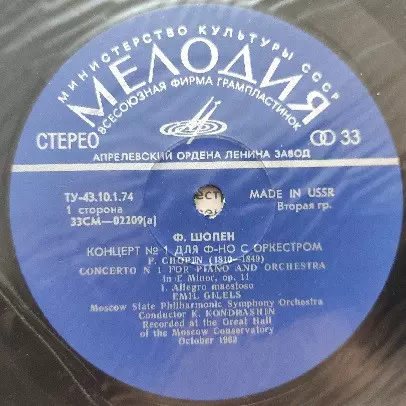 МИНИСТЕРСТВО КУЛЬТУРЫ СССР
МЕЛОДИЯ
ВСЕСОЮЗНАЯ ФИРМА ГРАМПЛАСТИНОК
СТЕРЕО
33
АПРЕЛЕВСКИЙ ОРДЕНА ЛЕНИНА ЗАВОД
ТУ-43.10.1.74
MADE IN USSR
1 сторона
Вторая гр.
33СМ—02209(a)
Ф. ШОПЕН
КОНЦЕРТ № 1 ДЛЯ Ф-НО С ОРКЕСТРОМ
F. CHOPIN (1810—1849)
CONCERTO N 1 FOR PIANO AND ORCHESTRA
in E Minor, op. 11
1. Allegro maestoso
EMIL GILELS
Moscow State Philharmonic Symphony Orchestra
Conductor K. KONDRASHIN
Recorded at the Great Hall
of the Moscow Conservatory
October 1962